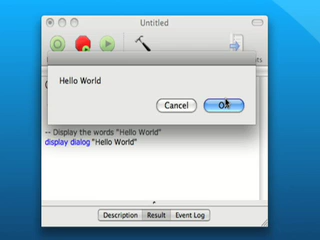 Untitled
Hello World
Cancel
OK
-- Display the words "Hello World"
display dialog "Hello World"
Description
Result
Event Log